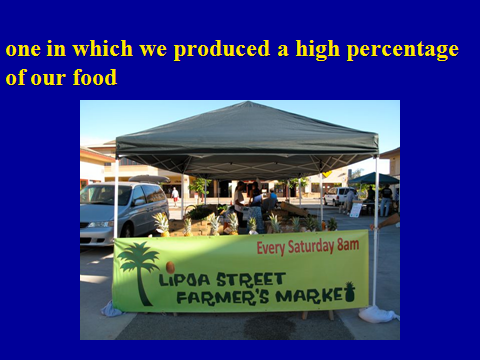 one in which we produced a high percentage
of our food
Every Saturday 8am
LIPOA STREET
FARMER'S MARKET